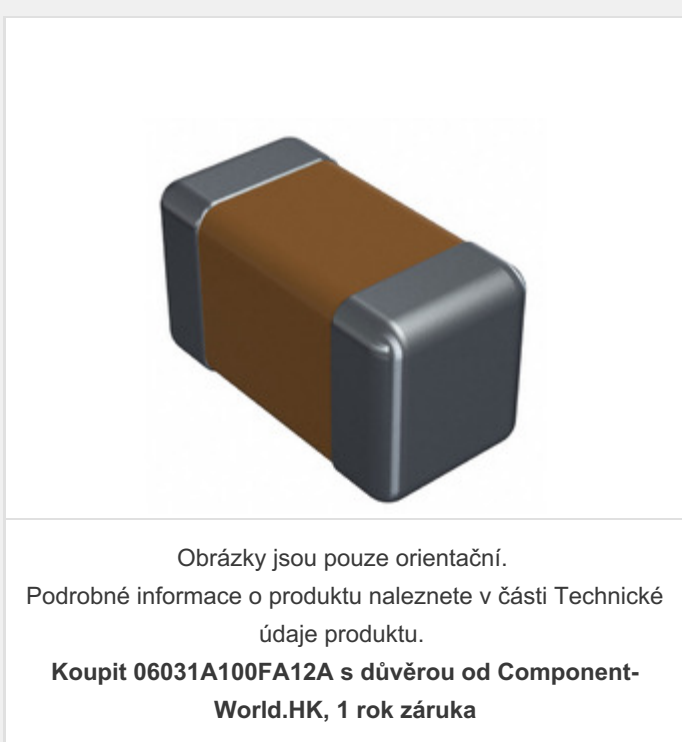 Obrázky jsou pouze orientační.
Podrobné informace o produktu naleznete v části Technické
údaje produktu.
Koupit 06031A100FA12A s důvěrou od Component-
World.HK, 1 rok záruka